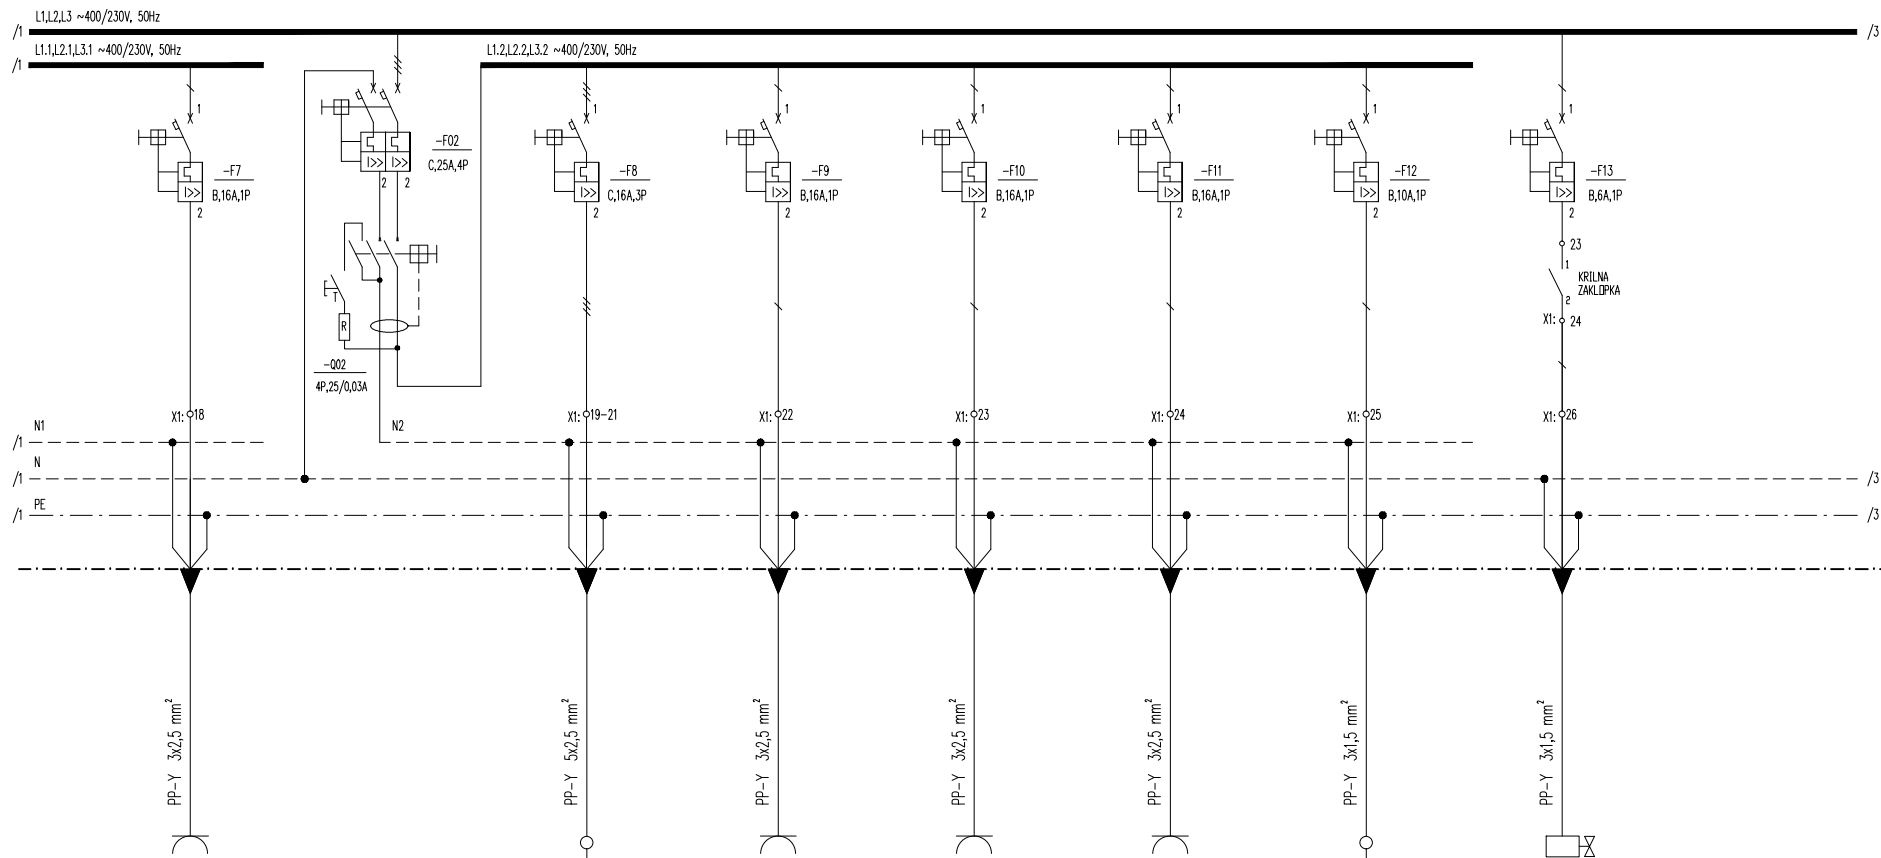 L1,L2,L3 ~400/230V, 50Hz
/1
/3
L1.1,L2.1,L3.1 ~400/230V, 50Hz
L1.2,L2.2,L3.2 ~400/230V, 50Hz
/1
1
1
1
1
1
1
1
-F7
B,16A,1P
2
-F02
C,25A,4P
2
2
-F8
C,16A,3P
2
-F9
B,16A,1P
2
-F10
B,16A,1P
2
-F11
B,16A,1P
2
-F12
B,10A,1P
2
-F13
B,6A,1P
2
23
1
KRILNA
ZAKLOPKA
2
X1: 24
T
R
-Q02
4P,25/0,03A
X1: 18
X1: 19-21
X1: 22
X1: 23
X1: 24
X1: 25
X1: 26
N1
N2
/1
N
/1
/3
PE
/1
/3
PP-Y 3x2,5 mm²
PP-Y 5x2,5 mm²
PP-Y 3x2,5 mm²
PP-Y 3x2,5 mm²
PP-Y 3x2,5 mm²
PP-Y 3x1,5 mm²
PP-Y 3x1,5 mm²